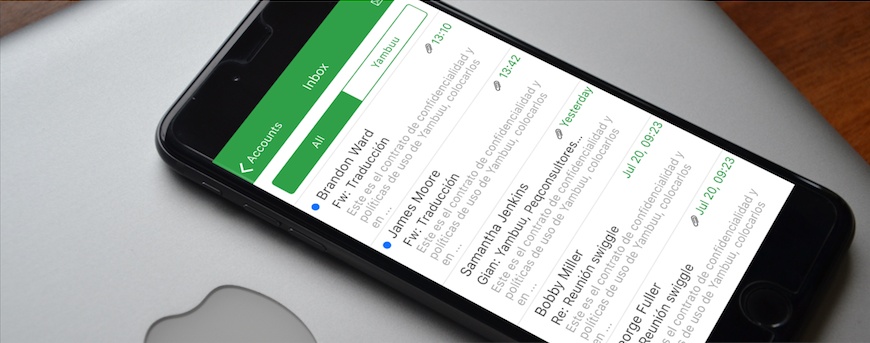 Accounts
Inbox
All
Yambuu
Brandon Ward
13:10
Fw: Traducción
Este es el contrato de confidencialidad y
políticas de uso de Yambuu, colocarlos
en ...
James Moore
13:42
Fw: Traducción
Este es el contrato de confidencialidad y
políticas de uso de Yambuu, colocarlos
en ...
Samantha Jenkins
Yesterday
Gian: Yambuu, Peqconsultores...
Este es el contrato de confidencialidad y
políticas de uso de Yambuu, colocarlos
en ...
Bobby Miller
Jul 20, 09:23
Re: Reunión swiggle
Este es el contrato de confidencialidad y
políticas de uso de Yambuu, colocarlos
orge Fuller
Jul 20, 09:23
Reunión swiggle
Este es el contrato de confidencialidad y
políticas de uso de Yambuu, colocarlos